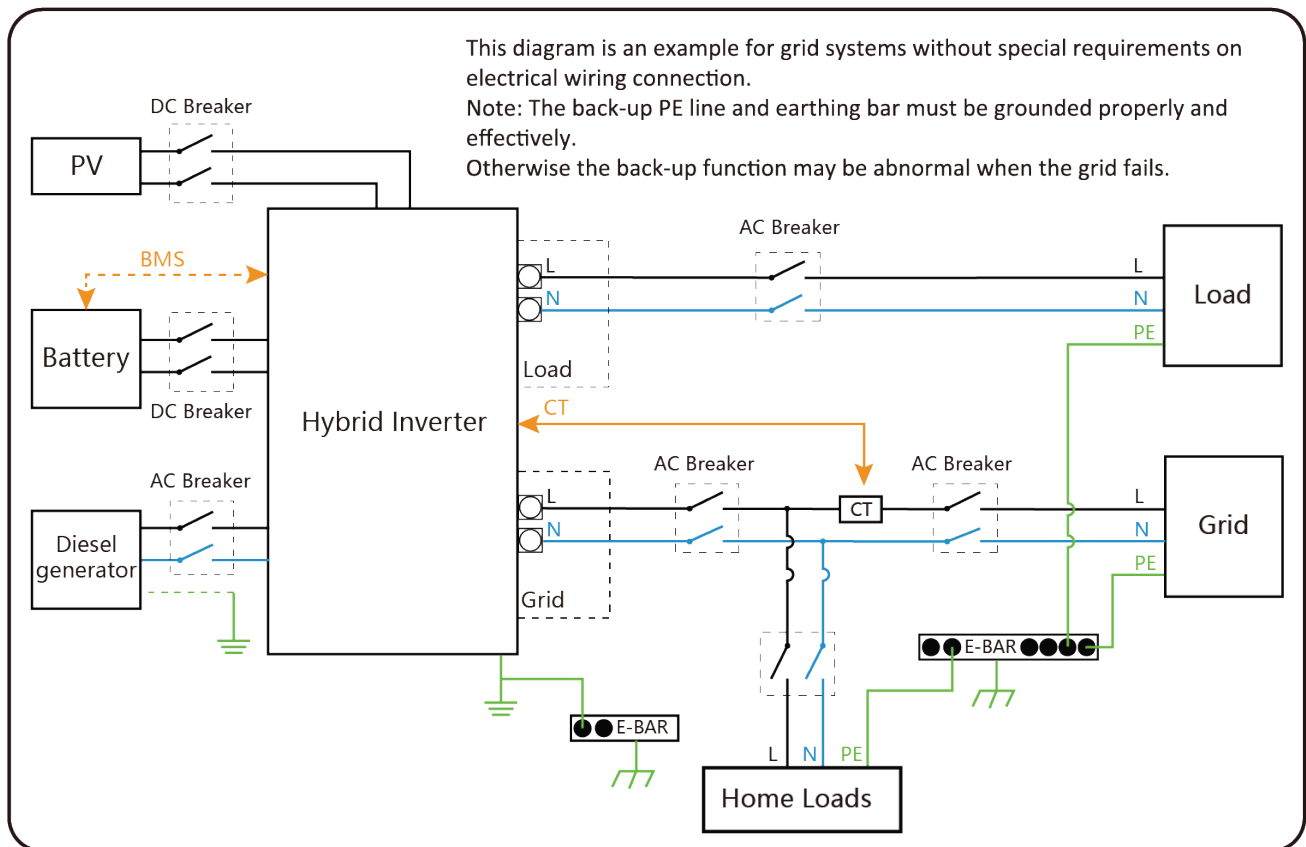 This diagram is an example for grid systems without special requirements on
electrical wiring connection.
Note: The back-up PE line and earthing bar must be grounded properly and
effectively.
Otherwise the back-up function may be abnormal when the grid fails.
DC Breaker
PV
BMS
Battery
DC Breaker
AC Breaker
Diesel
generator
Hybrid Inverter
L
N
Load
AC Breaker
L
N
PE
Load
CT
L
N
Grid
AC Breaker
CT
AC Breaker
L
N
PE
Grid
E-BAR
E-BAR
L
N
PE
Home Loads